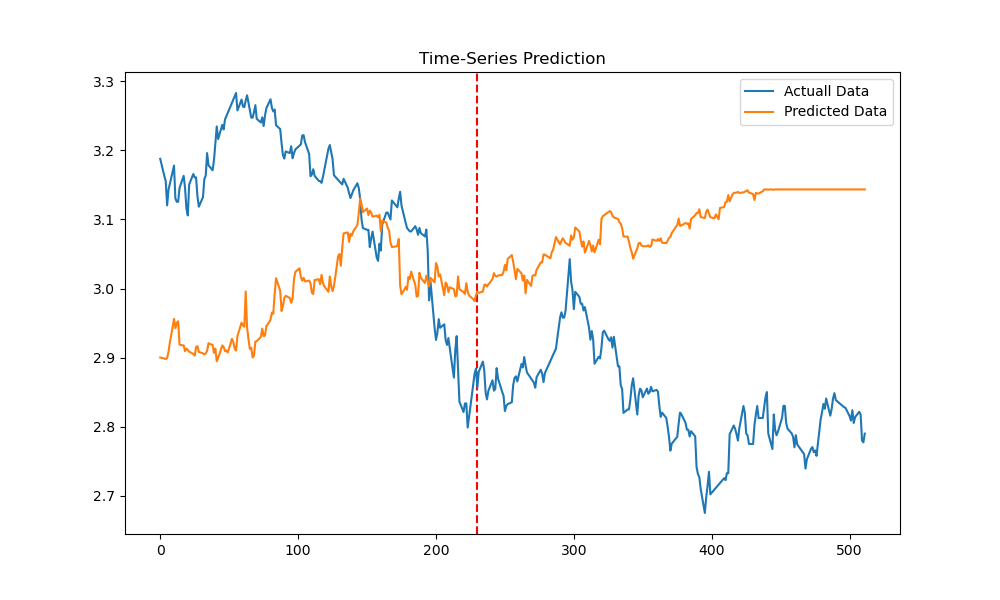 Time-Series Prediction
Actuall Data
Predicted Data
3.3
3.2
3.1
3.0
2.9
2.8
2.7
0 100 200 300 400 500